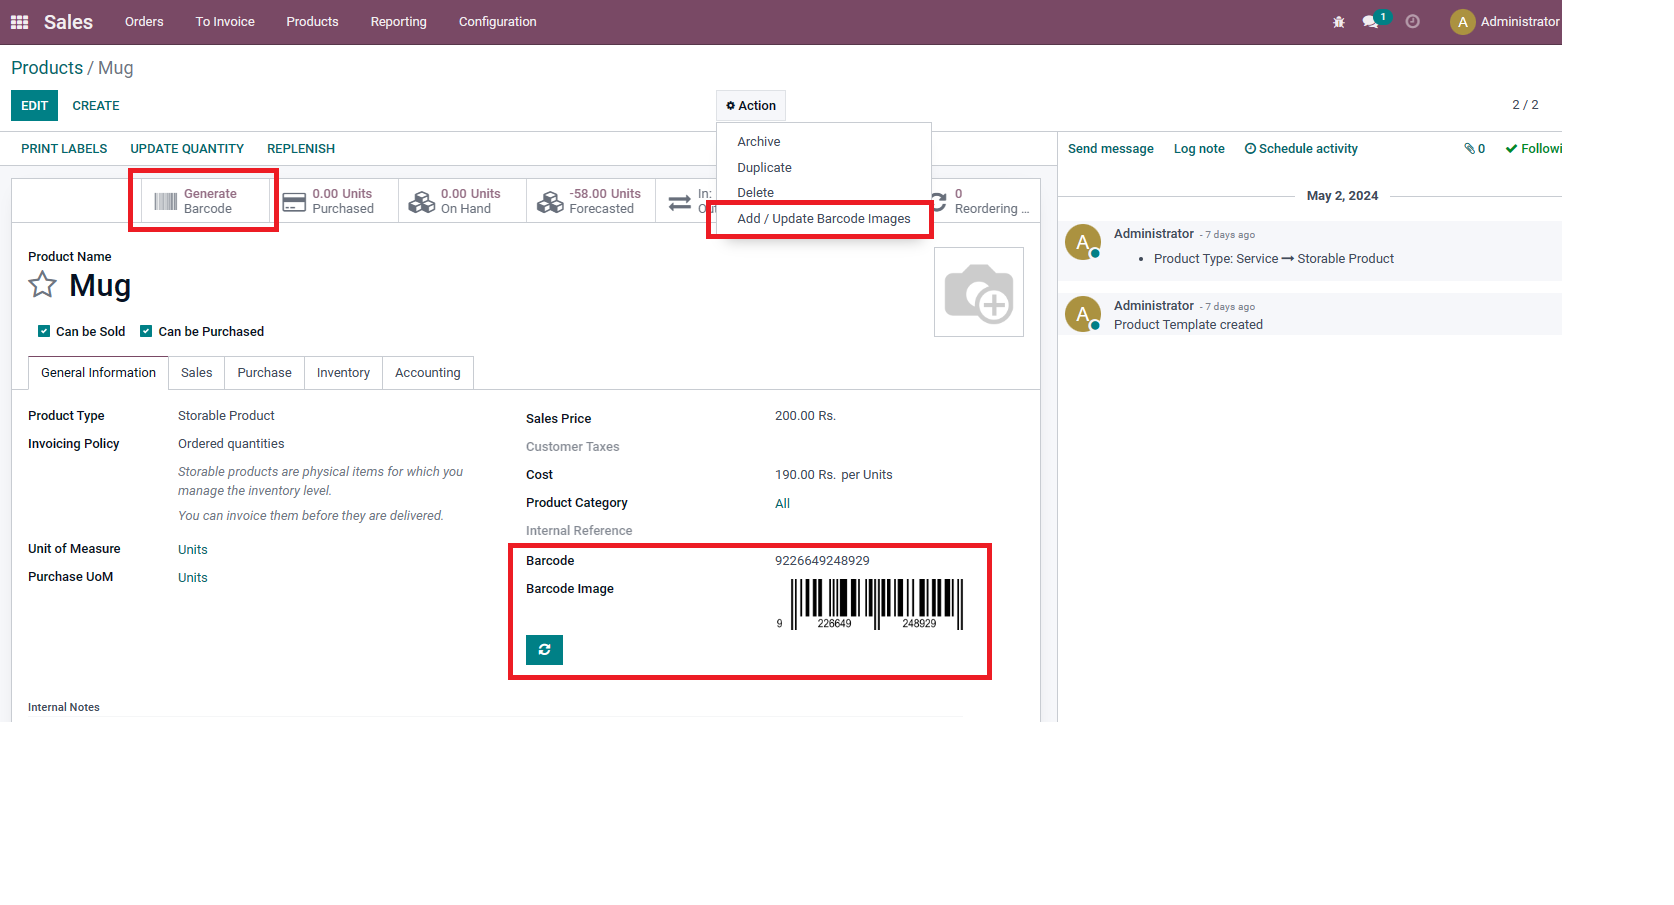 Sales Orders To Invoice Products Reporting Configuration 1 A Administrator
Products / Mug
EDIT CREATE Action 2 / 2
Archive
Duplicate
Delete
Add / Update Barcode Images
PRINT LABELS UPDATE QUANTITY REPLENISH
Send message Log note Schedule activity 0 Followi
Generate
Barcode
0.00 Units
Purchased
0.00 Units
On Hand
-58.00 Units
Forecasted
In:
0
Reordering ...
Product Name
Mug
Can be Sold Can be Purchased
General Information Sales Purchase Inventory Accounting
Product Type Storable Product
Invoicing Policy Ordered quantities
Storable products are physical items for which you
manage the inventory level.
You can invoice them before they are delivered.
Unit of Measure Units
Purchase UoM Units
Sales Price 200.00 Rs.
Customer Taxes
Cost 190.00 Rs. per Units
Product Category All
Internal Reference
Barcode 9226649248929
Barcode Image
9 226649 248929
Internal Notes
May 2, 2024
A
Administrator - 7 days ago
• Product Type: Service → Storable Product
A
Administrator - 7 days ago
Product Template created